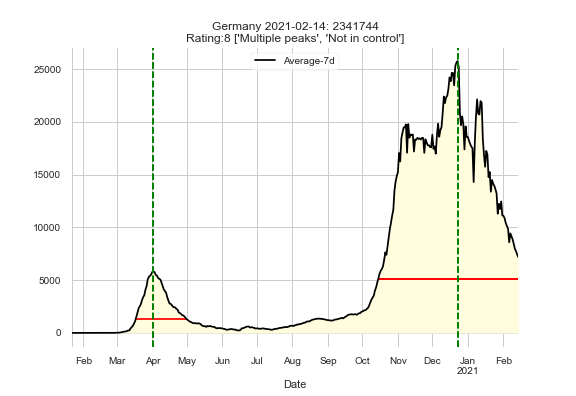 Germany 2021-02-14: 2341744
Rating:8 ['Multiple peaks', 'Not in control']
Average-7d
25000
20000
15000
10000
5000
0
Feb Mar Apr May Jun Jul Aug Sep Oct Nov Dec Jan Feb
2021
Date